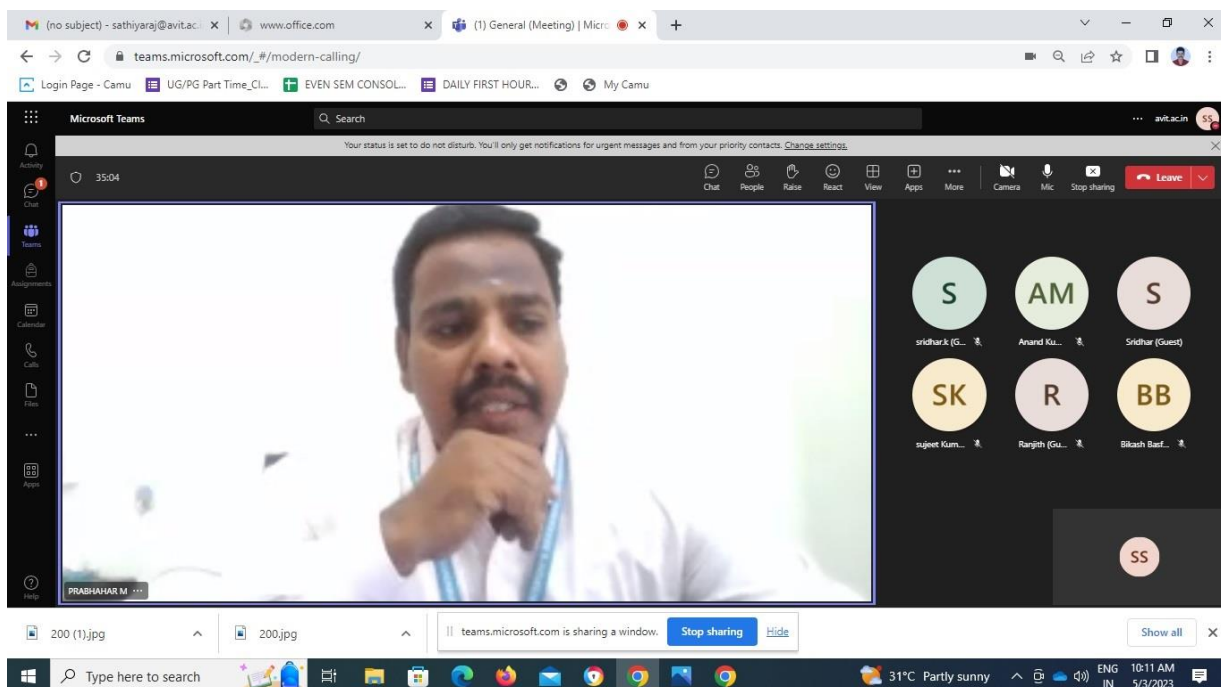 (no subject) - sathiyaraj@avit.ac.i
www.office.com
(1) General (Meeting) | Micro
teams.microsoft.com/_#/modern-calling/
Login Page - Camu
UG/PG Part Time_Cl...
EVEN SEM CONSOL...
DAILY FIRST HOUR...
My Camu
Microsoft Teams
Search
avit.ac.in
SS
Your status is set to do not disturb. You'll only get notifications for urgent messages and from your priority contacts. Change settings.
Activity
Chat
1
Teams
Assignments
Calendar
Calls
Files
Apps
Help
35:04
Chat
People
Raise
React
View
Apps
More
Camera
Mic
Stop sharing
Leave
PRABHAHAR M
S
sridhar.k (G...
AM
Anand Ku...
S
Sridhar (Guest)
SK
sujeet Kum...
R
Ranjith (Gu...
BB
Bikash Basf...
SS
200 (1).jpg
200.jpg
teams.microsoft.com is sharing a window.
Stop sharing
Hide
Show all
Type here to search
31°C Partly sunny
ENG
IN
10:11 AM
5/3/2023